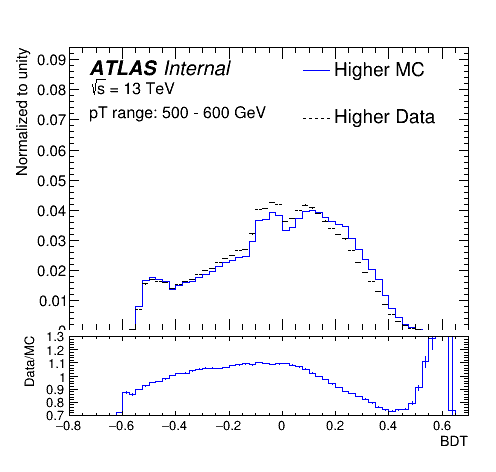 ATLAS Internal
√s = 13 TeV
pT range: 500 - 600 GeV
Higher MC
Higher Data
Normalized to unity
0.09
0.08
0.07
0.06
0.05
0.04
0.03
0.02
0.01
0
Data/MC
1.3
1.2
1.1
1
0.9
0.8
0.7
−0.8 −0.6 −0.4 −0.2 0 0.2 0.4 0.6
BDT